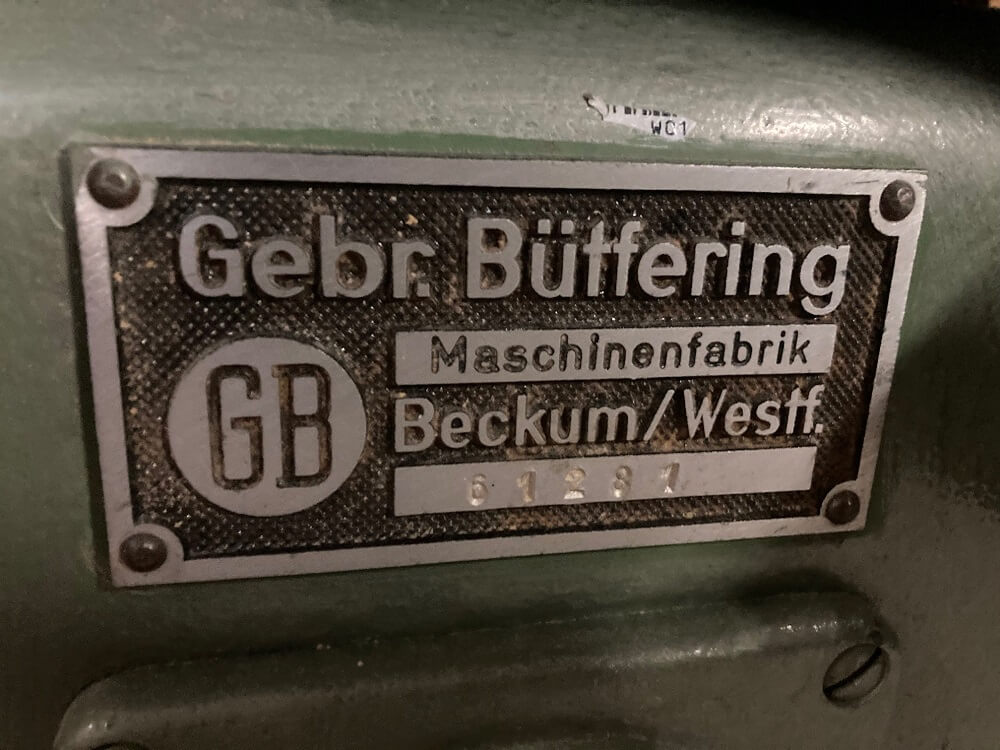 WC1
Gebr. Büffering
Maschinenfabrik
GB
Beckum/Westf.
61281